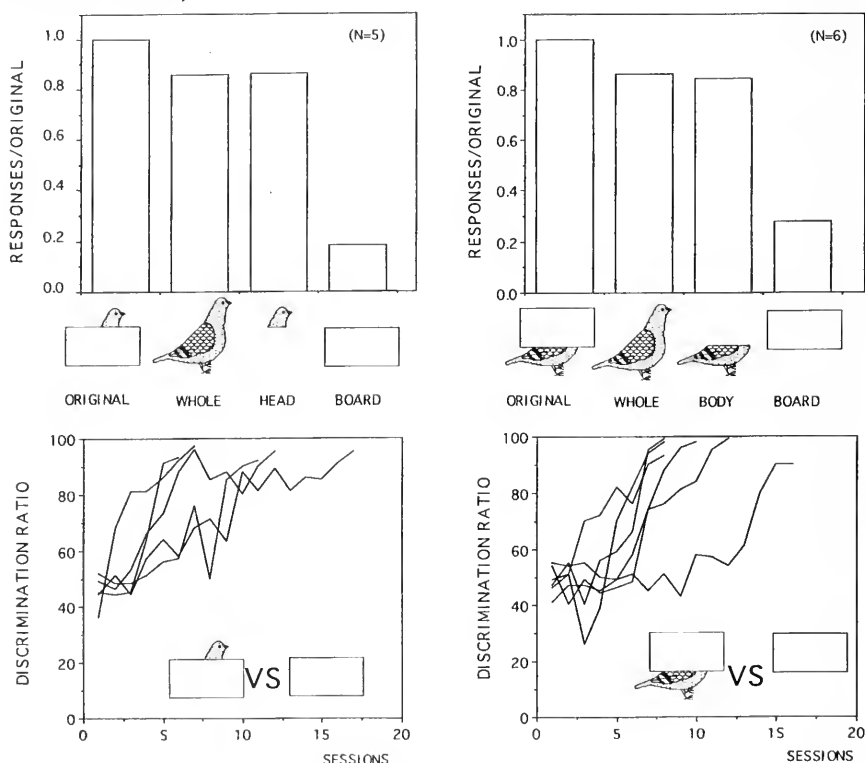 (N=5)
RESPONSES/ORIGINAL
1.0
0.8
0.6
0.4
0.2
0.0
ORIGINAL WHOLE HEAD BOARD
(N=6)
RESPONSES/ORIGINAL
1.0
0.8
0.6
0.4
0.2
0.0
ORIGINAL WHOLE BODY BOARD
DISCRIMINATION RATIO
100
80
60
40
20
0
VS
0 5 10 15 20
SESSIONS
DISCRIMINATION RATIO
100
80
60
40
20
0
VS
0 5 10 15 20
SESSIONS